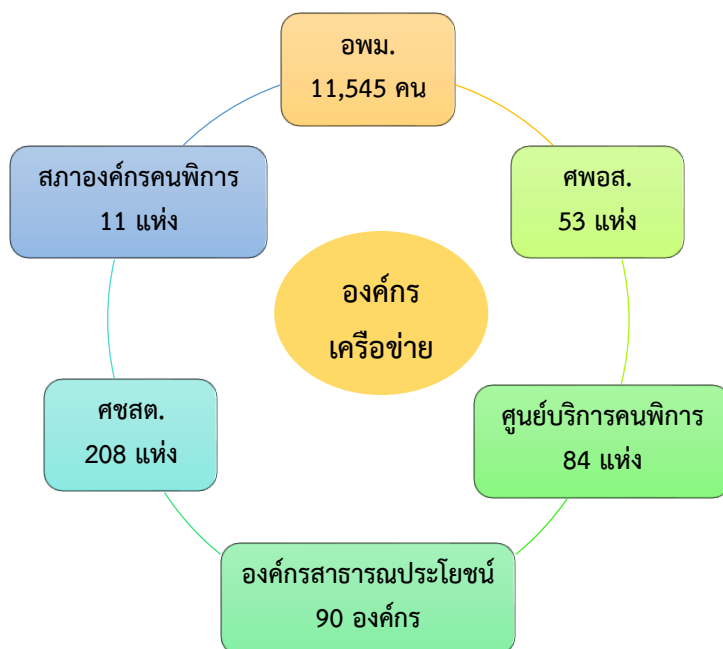 อพม.
11,545 คน
สภาองค์กรคนพิการ
11 แห่ง
ศพอส.
53 แห่ง
องค์กร
เครือข่าย
ศชสต.
208 แห่ง
ศูนย์บริการคนพิการ
84 แห่ง
องค์กรสาธารณประโยชน์
90 องค์กร